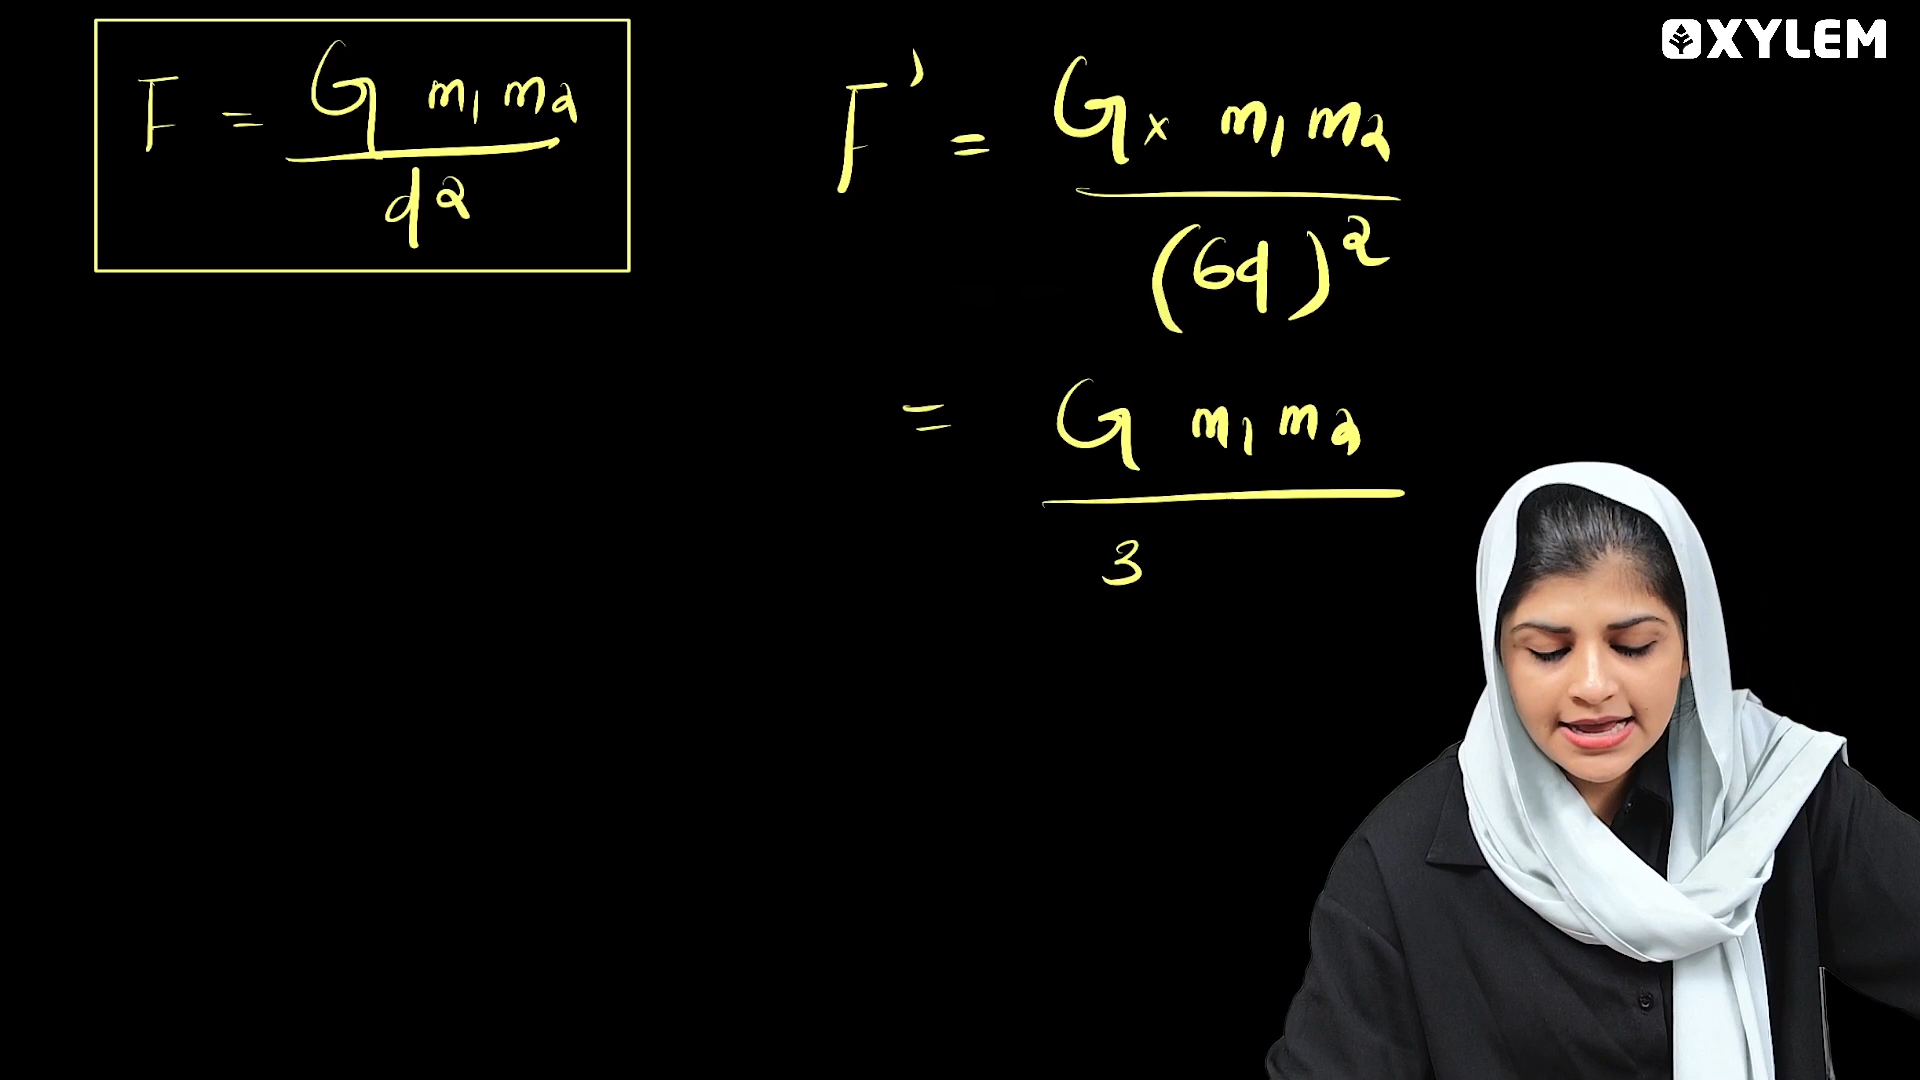 XYLEM
F = G m₁ m₂
d²
F' = G × m₁ m₂
(6d)²
= G m₁ m₂
3